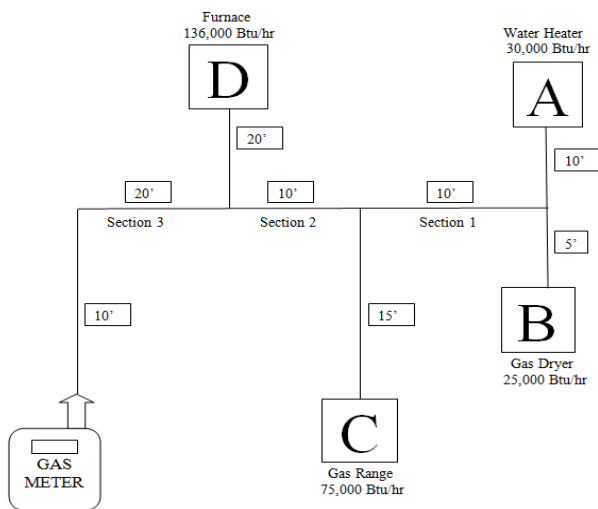 Furnace
136,000 Btu/hr
D
Water Heater
30,000 Btu/hr
A
20’
10’
20’
10’
10’
Section 3
Section 2
Section 1
5’
10’
15’
B
Gas Dryer
25,000 Btu/hr
C
Gas Range
75,000 Btu/hr
GAS
METER